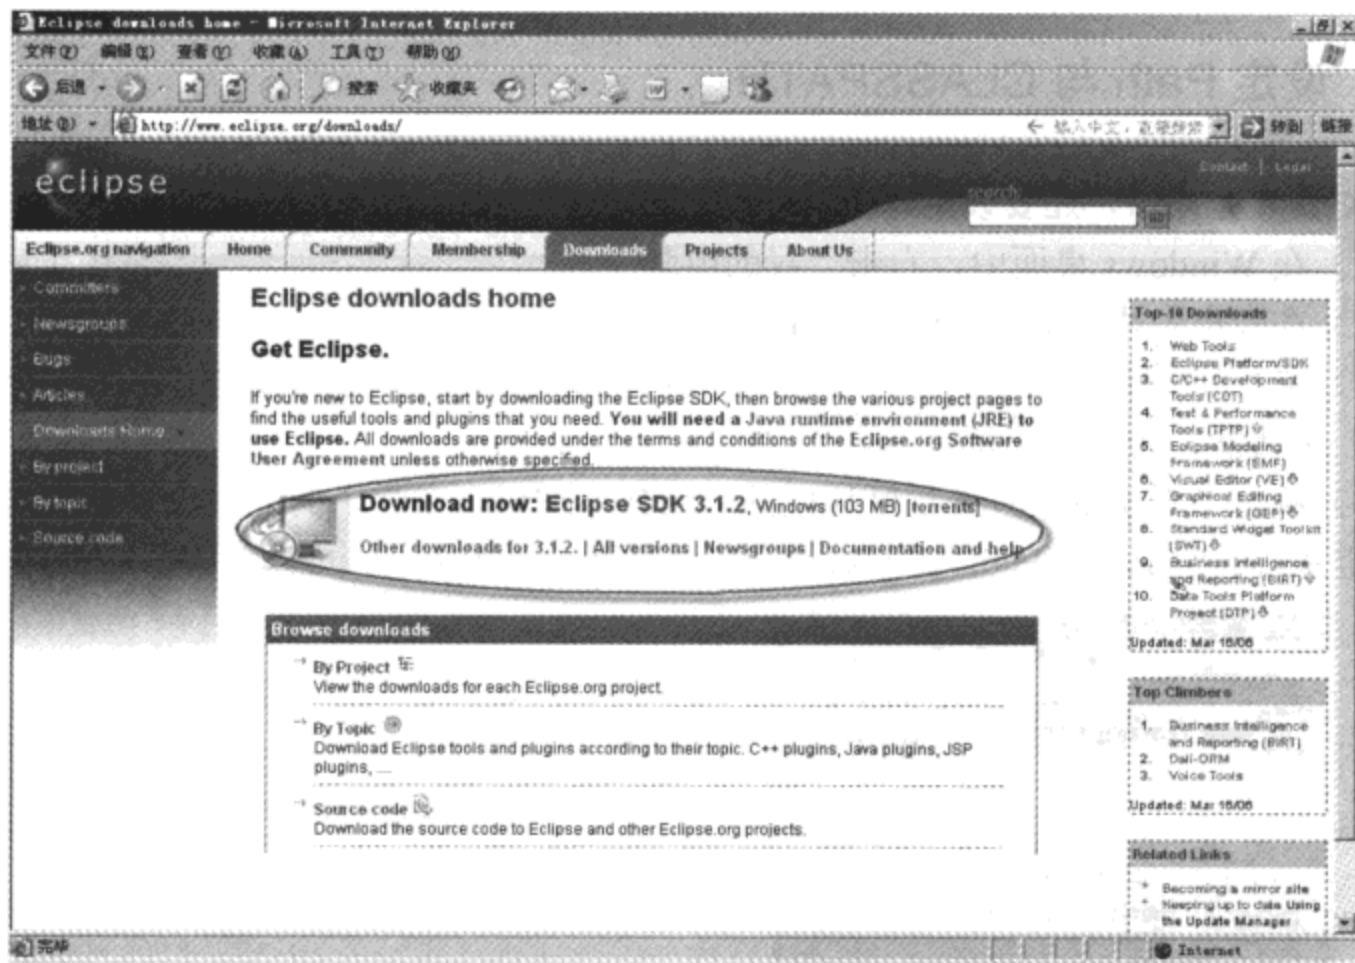 Eclipse downloads home - Microsoft Internet Explorer
文件(F) 编辑(E) 查看(V) 收藏(A) 工具(T) 帮助(H)
后退 搜索 收藏夹
地址(D) http://www.eclipse.org/downloads/ 转到 链接
Contact | Legal
eclipse
search:
Eclipse.org navigation Home Community Membership Downloads Projects About Us
Committers
Newsgroups
Bugs
Articles
Downloads Home
By project
By topic
Source code
Eclipse downloads home
Get Eclipse.
If you're new to Eclipse, start by downloading the Eclipse SDK, then browse the various project pages to
find the useful tools and plugins that you need. You will need a Java runtime environment (JRE) to
use Eclipse. All downloads are provided under the terms and conditions of the Eclipse.org Software
User Agreement unless otherwise specified.
Download now: Eclipse SDK 3.1.2, Windows (103 MB) [torrents]
Other downloads for 3.1.2. | All versions | Newsgroups | Documentation and help
Browse downloads
By Project
View the downloads for each Eclipse.org project.
By Topic
Download Eclipse tools and plugins according to their topic. C++ plugins, Java plugins, JSP
plugins, ...
Source code
Download the source code to Eclipse and other Eclipse.org projects.
Top-10 Downloads
1. Web Tools
2. Eclipse Platform/SDK
3. C/C++ Development
Tools (CDT)
4. Test & Performance
Tools (TPTP)
5. Eclipse Modeling
Framework (EMF)
6. Visual Editor (VE)
7. Graphical Editing
Framework (GEF)
8. Standard Widget Toolkit
(SWT)
9. Business Intelligence
and Reporting (BIRT)
10. Data Tools Platform
Project (DTP)
Updated: Mar 16/06
Top Climbers
1. Business Intelligence
and Reporting (BIRT)
2. Dali-ORM
3. Voice Tools
Updated: Mar 16/06
Related Links
Becoming a mirror site
Keeping up to date Using
the Update Manager
完毕 Internet